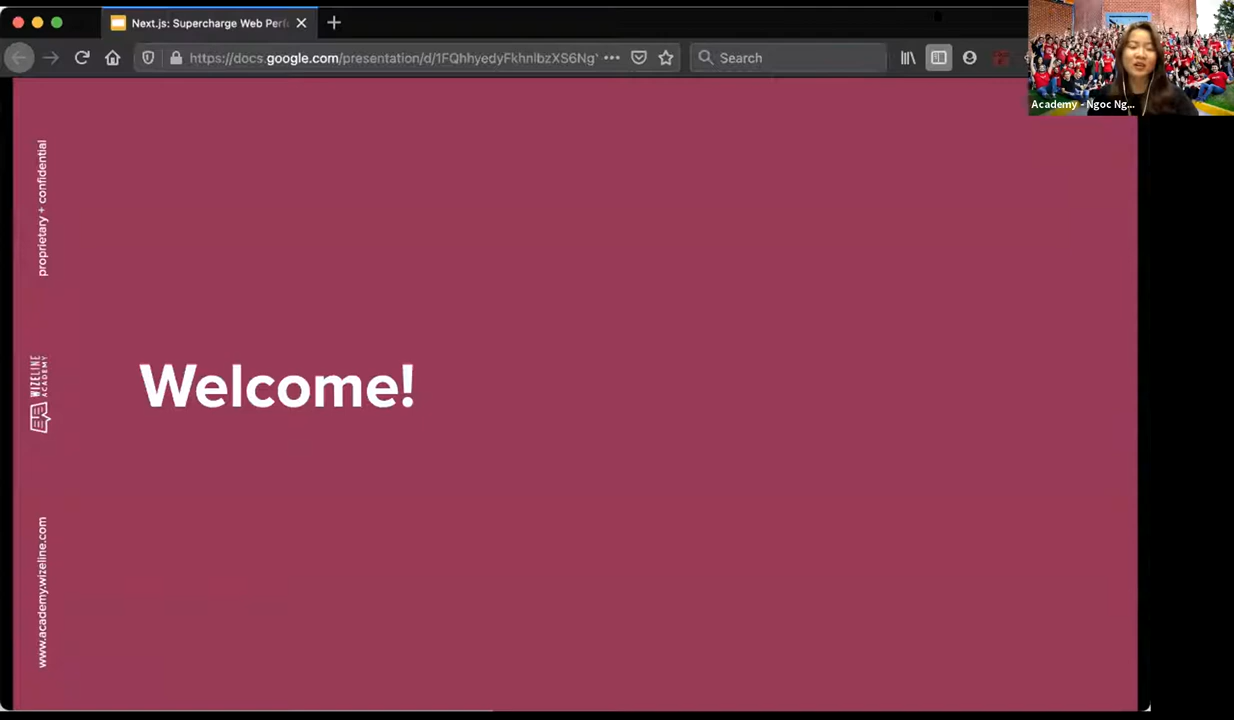 Next.js: Supercharge Web Perf
https://docs.google.com/presentation/d/1FQhhyedyFkhnlbzXS6Ng
Search
Academy - Ngoc Ng...
proprietary + confidential
WIZELINE
ACADEMY
www.academy.wizeline.com
Welcome!